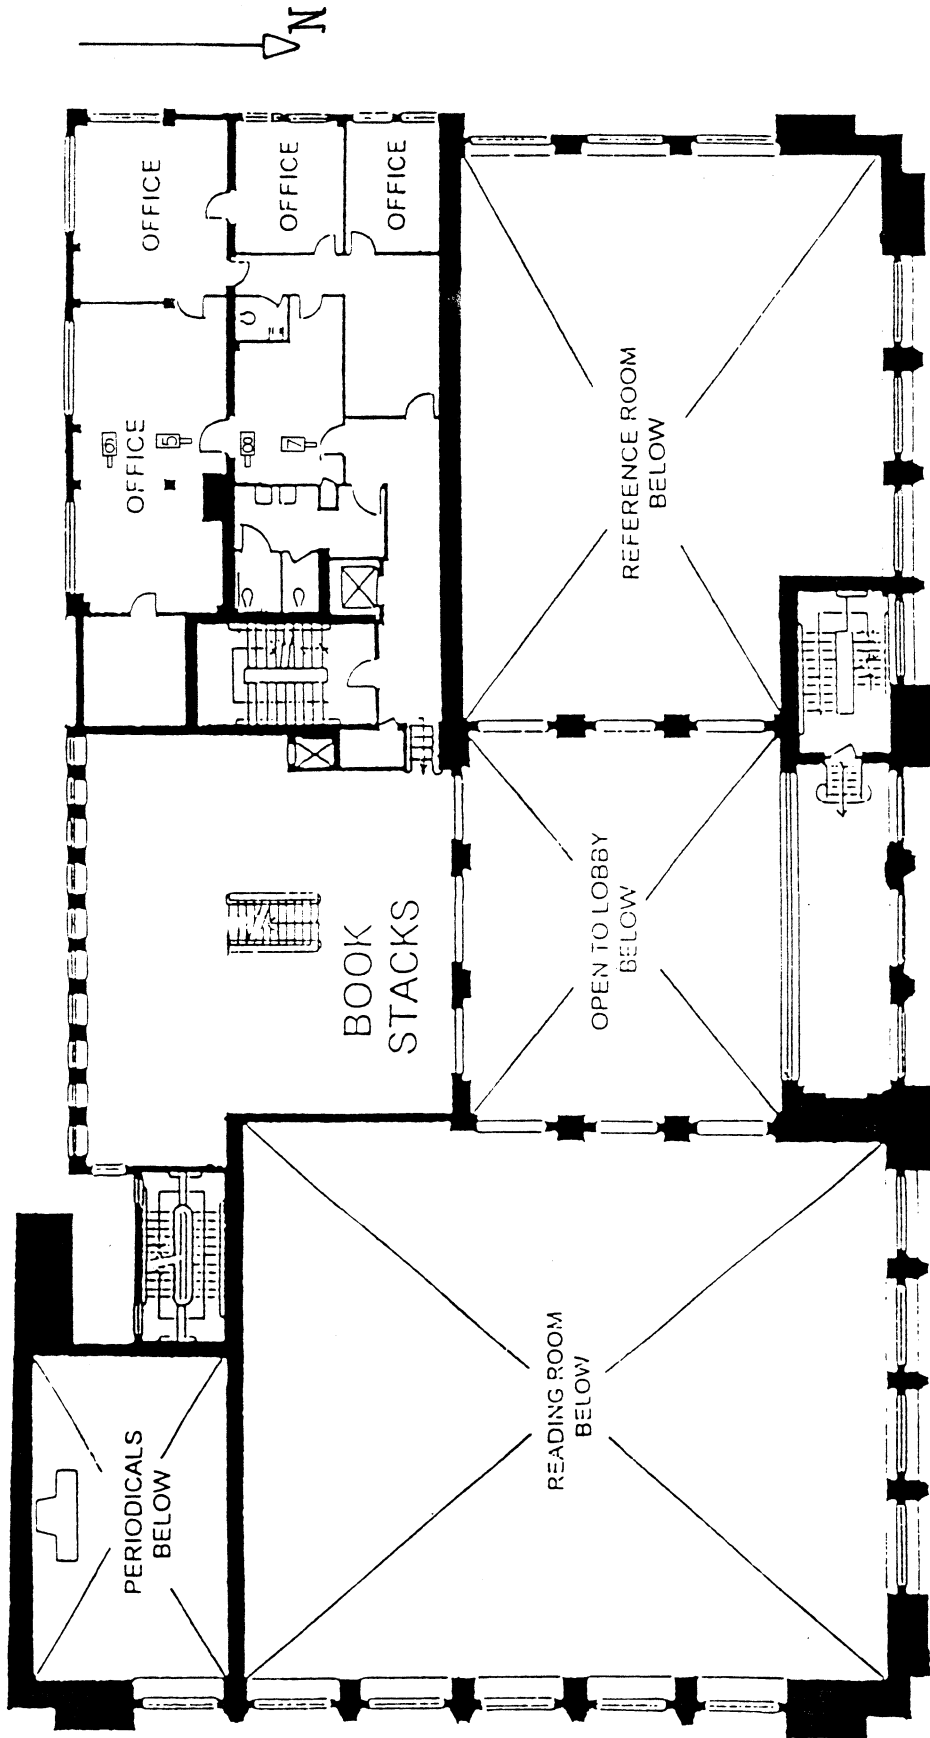 N
OFFICE
OFFICE
OFFICE
OFFICE
6
5
8
7
REFERENCE ROOM
BELOW
OPEN TO LOBBY
BELOW
BOOK
STACKS
READING ROOM
BELOW
PERIODICALS
BELOW